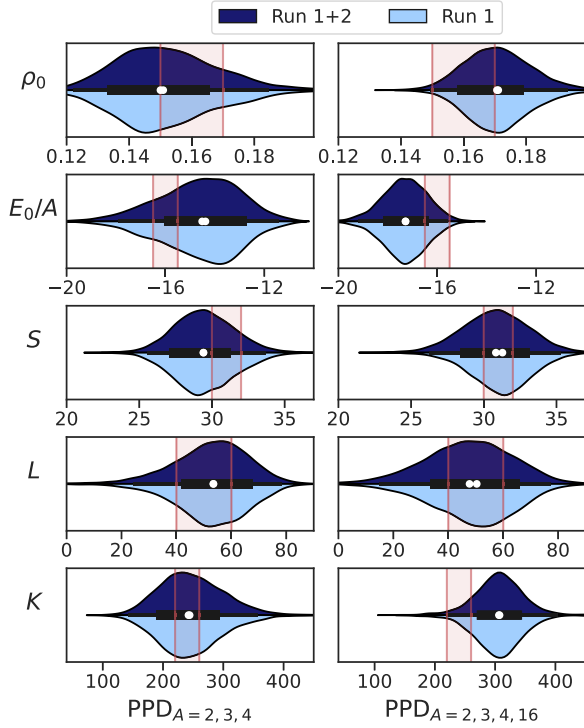 Run 1+2 Run 1
ρ₀
0.12 0.14 0.16 0.18 0.12 0.14 0.16 0.18
E₀/A
−20 −16 −12 −20 −16 −12
S
20 25 30 35 20 25 30 35
L
0 20 40 60 80 0 20 40 60 80
K
100 200 300 400 100 200 300 400
PPD_{A=2,3,4} PPD_{A=2,3,4,16}